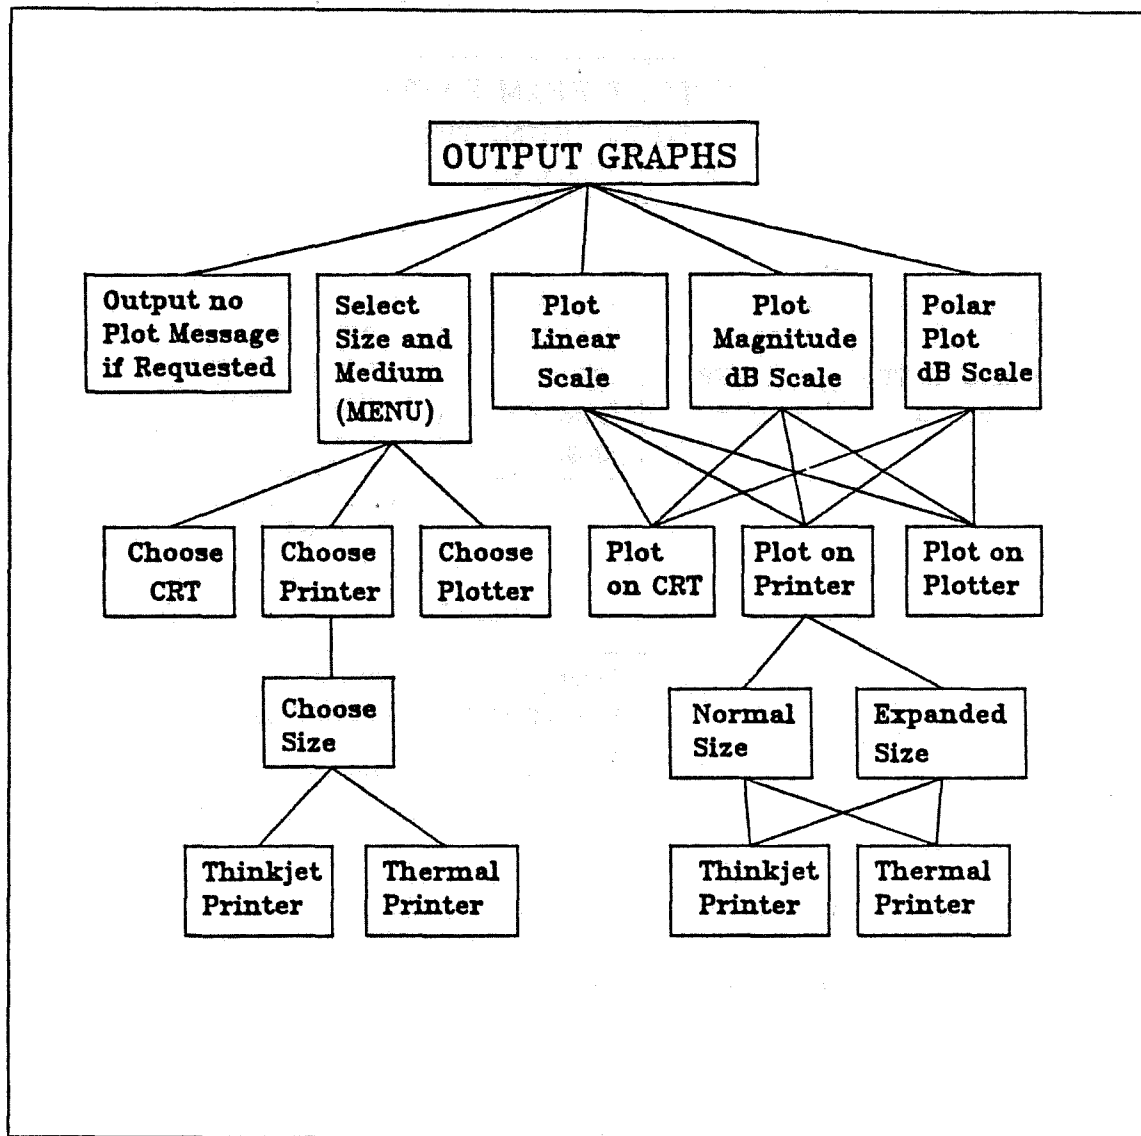 OUTPUT GRAPHS
Output no
Plot Message
if Requested
Select
Size and
Medium
(MENU)
Plot
Linear
Scale
Plot
Magnitude
dB Scale
Polar
Plot
dB Scale
Choose
CRT
Choose
Printer
Choose
Plotter
Plot
on CRT
Plot on
Printer
Plot on
Plotter
Choose
Size
Normal
Size
Expanded
Size
Thinkjet
Printer
Thermal
Printer
Thinkjet
Printer
Thermal
Printer